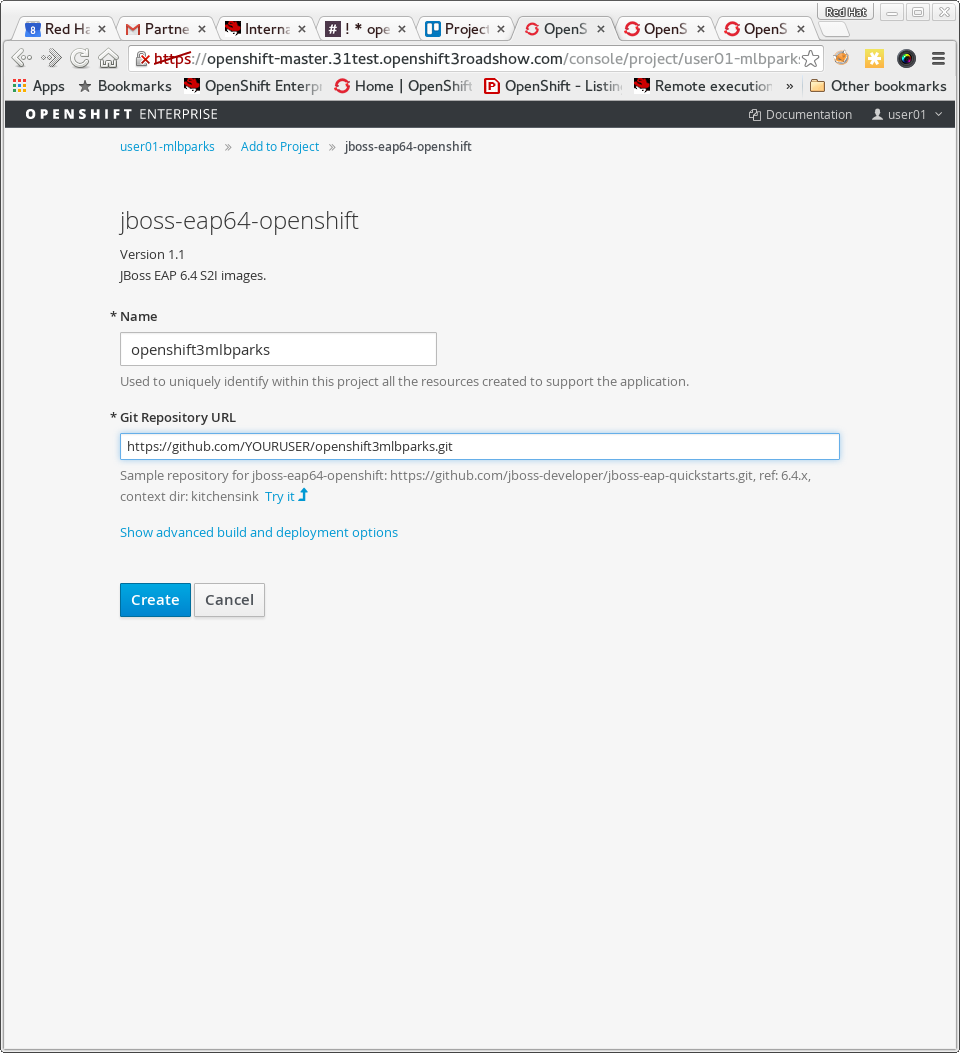 Red Hat
8 Red Ha × Partne × Interna × # ! * ope × Project × OpenS × OpenS × OpenS ×
https://openshift-master.31test.openshift3roadshow.com/console/project/user01-mlbparks
Apps Bookmarks OpenShift Enterp Home | OpenShift OpenShift - Listin Remote execution » Other bookmarks
OPENSHIFT ENTERPRISE Documentation user01
user01-mlbparks » Add to Project » jboss-eap64-openshift
jboss-eap64-openshift
Version 1.1
JBoss EAP 6.4 S2I images.
* Name
openshift3mlbparks
Used to uniquely identify within this project all the resources created to support the application.
* Git Repository URL
https://github.com/YOURUSER/openshift3mlbparks.git
Sample repository for jboss-eap64-openshift: https://github.com/jboss-developer/jboss-eap-quickstarts.git, ref: 6.4.x,
context dir: kitchensink Try it
Show advanced build and deployment options
Create Cancel